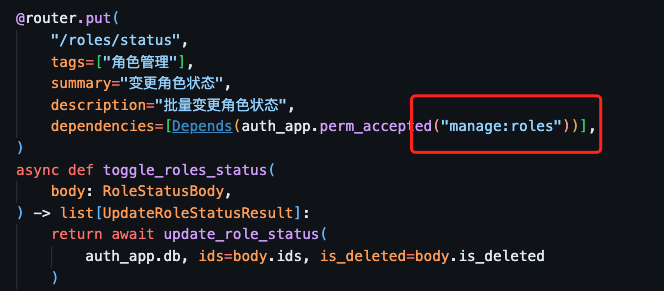 @router.put(
"/roles/status",
tags=["角色管理"],
summary="变更角色状态",
description="批量变更角色状态",
dependencies=[Depends(auth_app.perm_accepted("manage:roles"))],
)
async def toggle_roles_status(
body: RoleStatusBody,
) -> list[UpdateRoleStatusResult]:
return await update_role_status(
auth_app.db, ids=body.ids, is_deleted=body.is_deleted
)